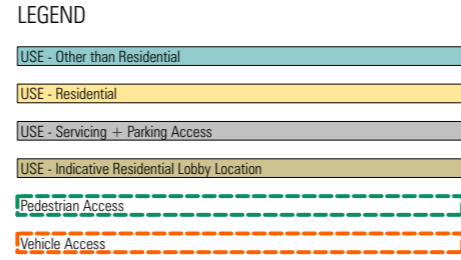 LEGEND
USE - Other than Residential
USE - Residential
USE - Servicing + Parking Access
USE - Indicative Residential Lobby Location
Pedestrian Access
Vehicle Access